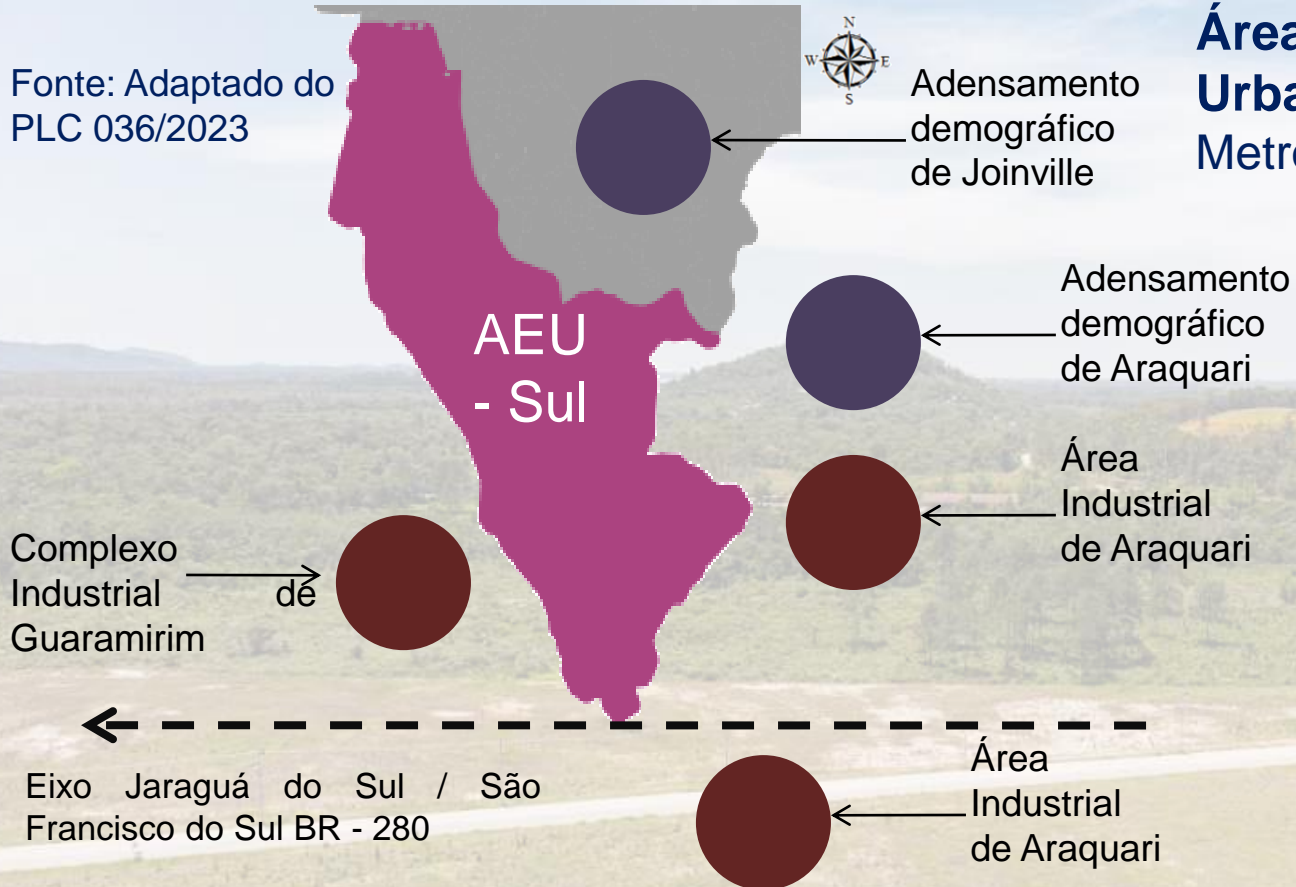 Fonte: Adaptado do
PLC 036/2023
N
W
E
S
Adensamento
demográfico
de Joinville
Área
Urba
Metro
Adensamento
demográfico
de Araquari
AEU
- Sul
Área
Industrial
de Araquari
Complexo
Industrial de
Guaramirim
Eixo Jaraguá do Sul / São
Francisco do Sul BR - 280
Área
Industrial
de Araquari